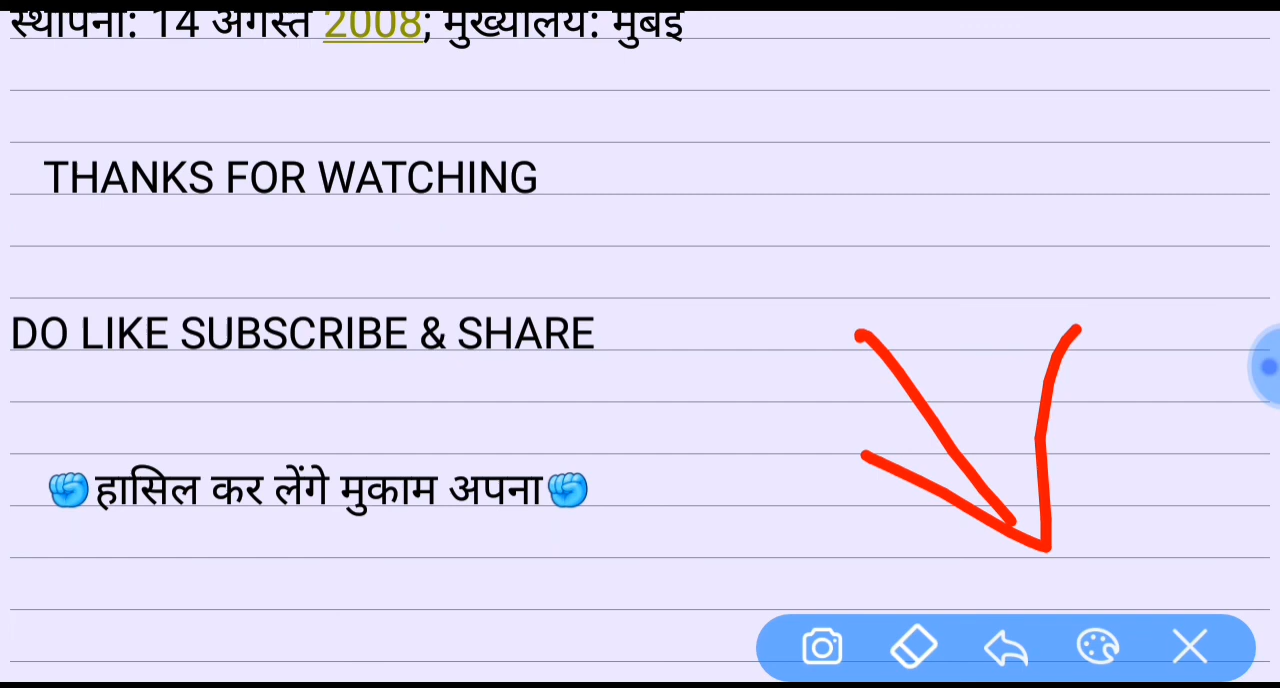 स्थापना: 14 अगस्त 2008; मुख्यालय: मुंबई
THANKS FOR WATCHING
DO LIKE SUBSCRIBE & SHARE
✊हासिल कर लेंगे मुकाम अपना✊